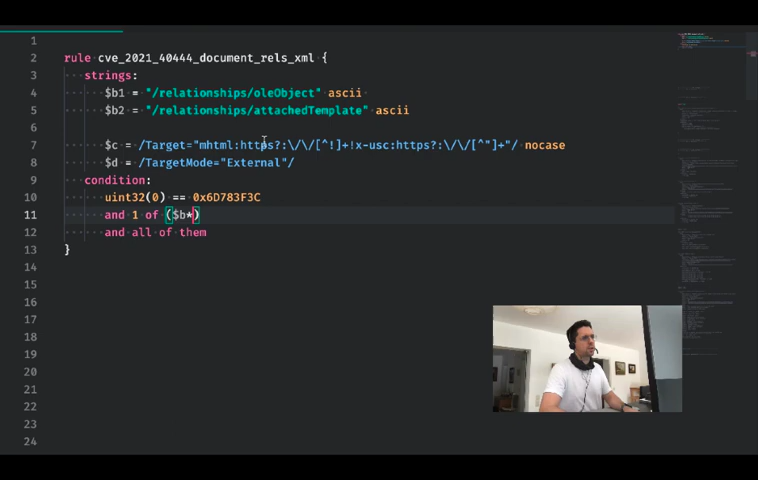 1
2 rule cve_2021_40444_document_rels_xml {
3 strings:
4 $b1 = "/relationships/oleObject" ascii
5 $b2 = "/relationships/attachedTemplate" ascii
6
7 $c = /Target="mhtml:https?:\/\/[^!]+!x-usc:https?:\/\/[^"]+"/ nocase
8 $d = /TargetMode="External"/
9 condition:
10 uint32(0) == 0x6D783F3C
11 and 1 of ($b*)
12 and all of them
13 }
14
15
16
17
18
19
20
21
22
23
24